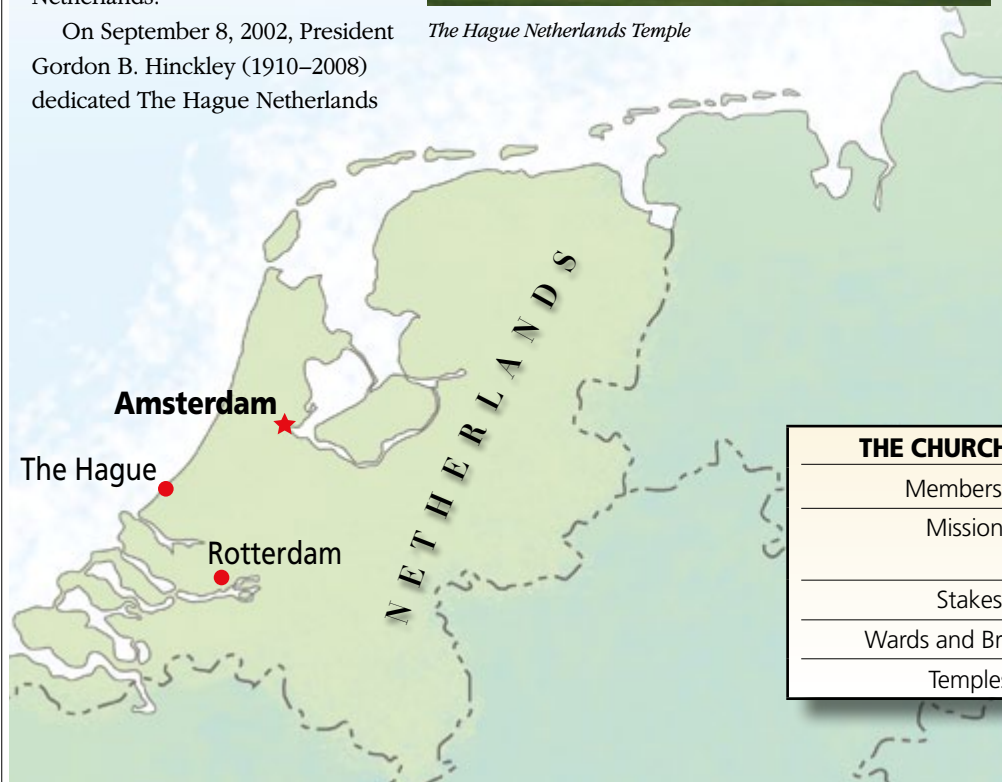 Netherlands.
On September 8, 2002, President
Gordon B. Hinckley (1910–2008)
dedicated The Hague Netherlands
The Hague Netherlands Temple
NETHERLANDS
Amsterdam
The Hague
Rotterdam
THE CHURCH
Members
Mission
Stakes
Wards and Br
Temples